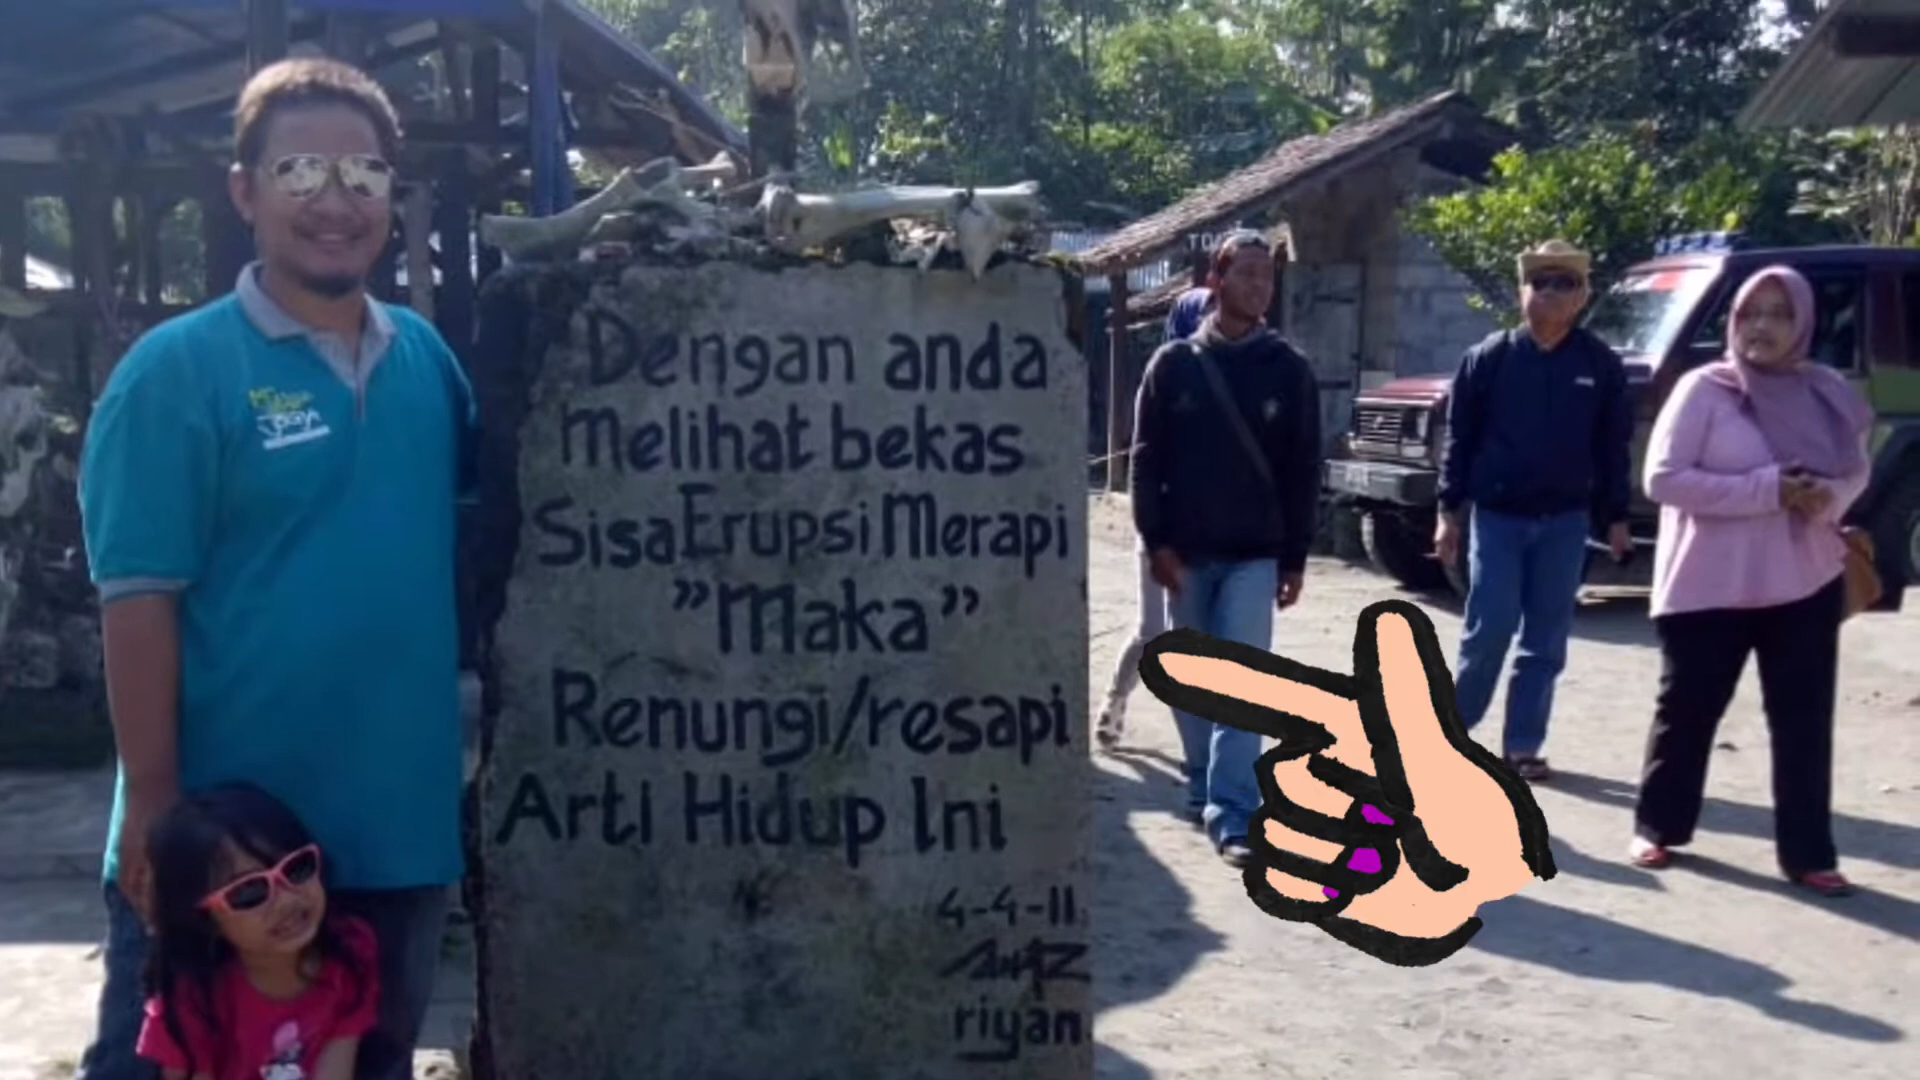 Dengan anda
Melihat bekas
Sisa Erupsi Merapi
"Maka"
Renungi/resapi
Arti Hidup Ini
4-4-11
riyan